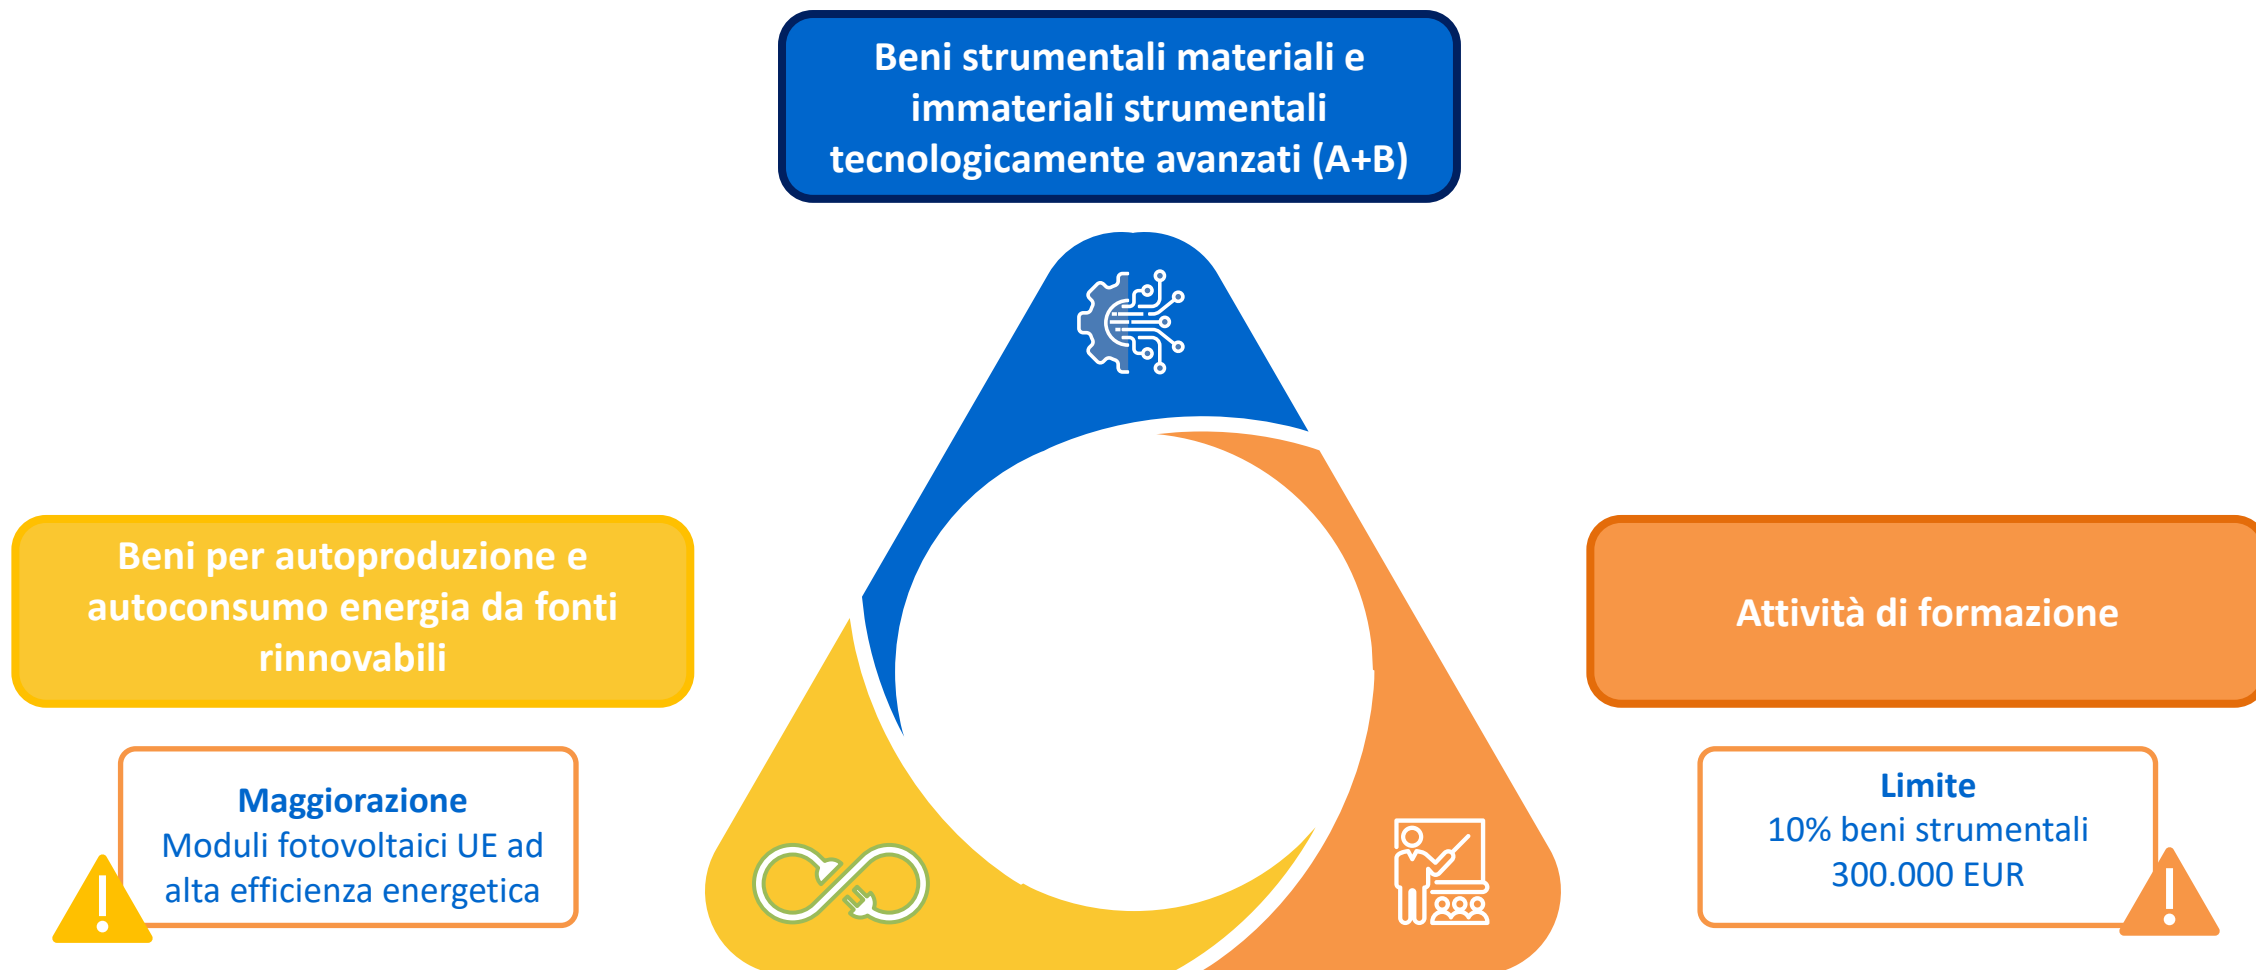 Beni strumentali materiali e
immateriali strumentali
tecnologicamente avanzati (A+B)
Beni per autoproduzione e
autoconsumo energia da fonti
rinnovabili
Maggiorazione
Moduli fotovoltaici UE ad
alta efficienza energetica
Attività di formazione
Limite
10% beni strumentali
300.000 EUR